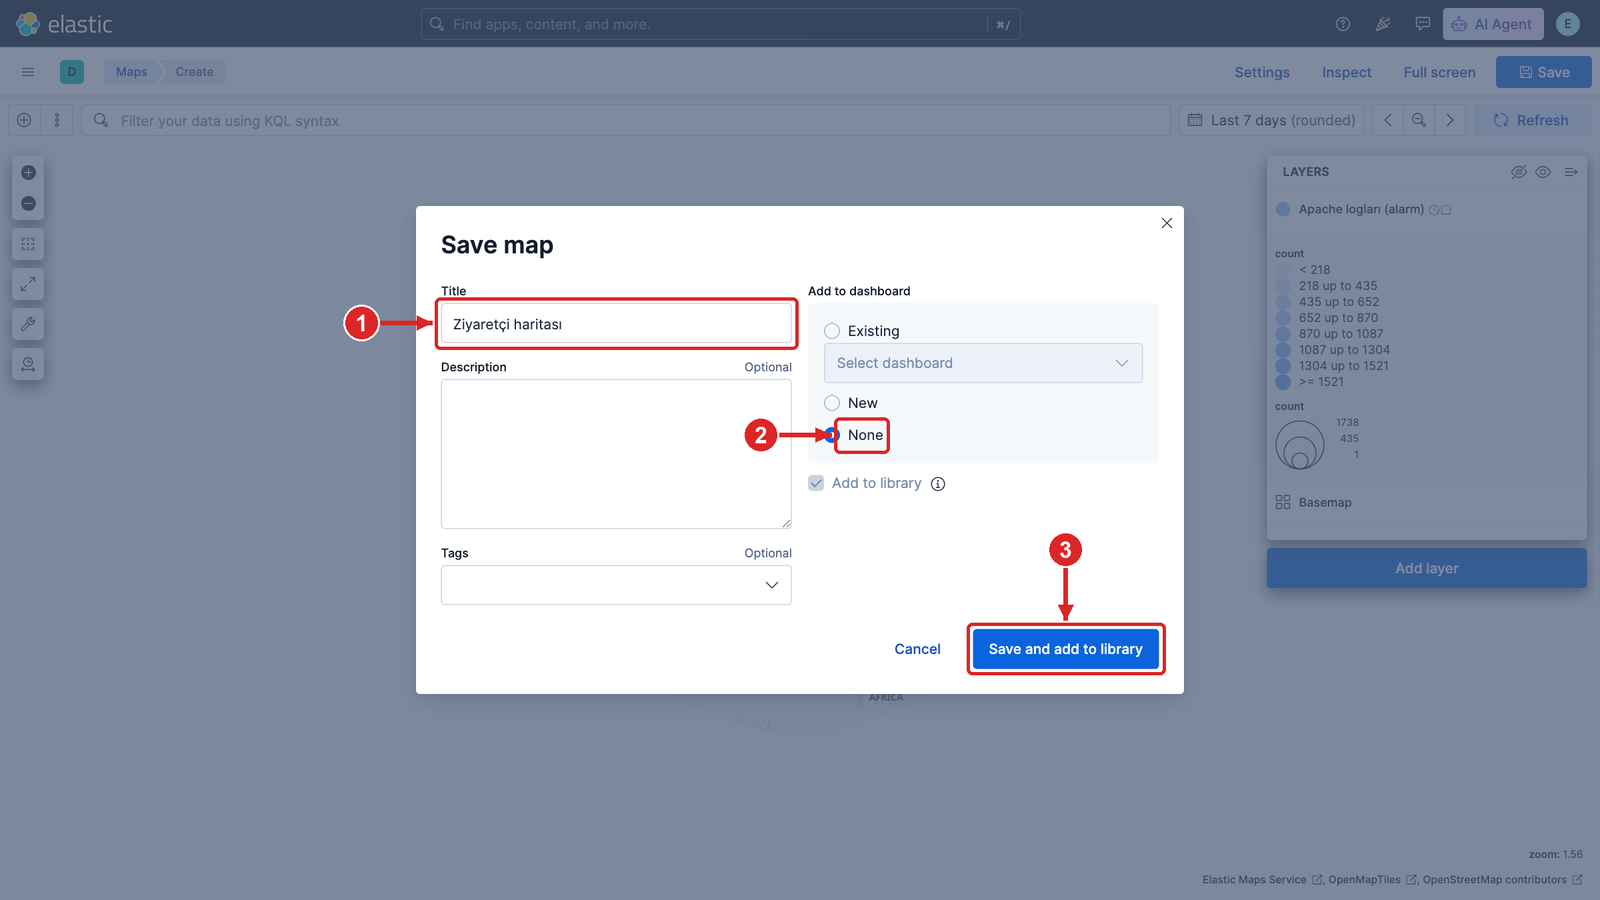 elastic
Find apps, content, and more.
⌘/
AI Agent
E
D
Maps
Create
Settings
Inspect
Full screen
Save
Filter your data using KQL syntax
Last 7 days (rounded)
Refresh
LAYERS
Apache logları (alarm)
count
< 218
218 up to 435
435 up to 652
652 up to 870
870 up to 1087
1087 up to 1304
1304 up to 1521
>= 1521
count
1738
435
1
Basemap
Add layer
Save map
Title
1
Ziyaretçi haritası
Description
Optional
Tags
Optional
Add to dashboard
Existing
Select dashboard
New
2
None
Add to library
3
Cancel
Save and add to library
AFRICA
zoom: 1.56
Elastic Maps Service , OpenMapTiles , OpenStreetMap contributors